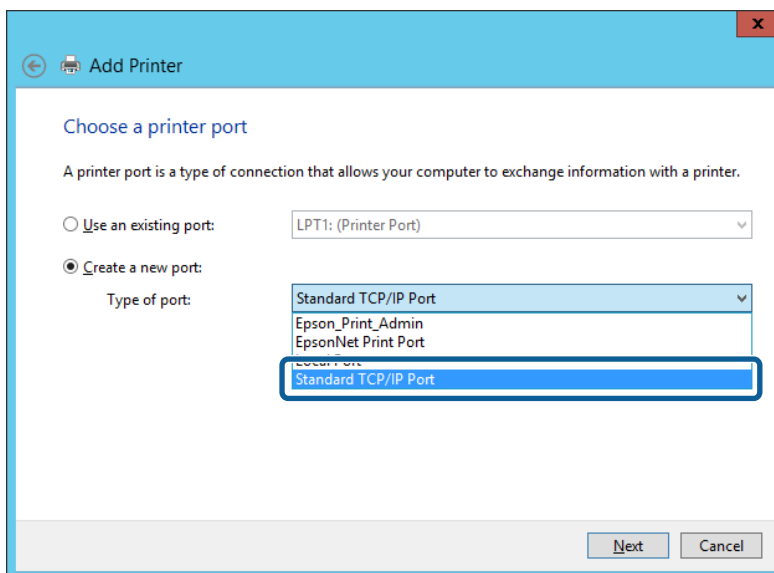 x
Add Printer
Choose a printer port
A printer port is a type of connection that allows your computer to exchange information with a printer.
Use an existing port:
LPT1: (Printer Port)
Create a new port:
Type of port:
Standard TCP/IP Port
Epson_Print_Admin
EpsonNet Print Port
Local Port
Standard TCP/IP Port
Next
Cancel